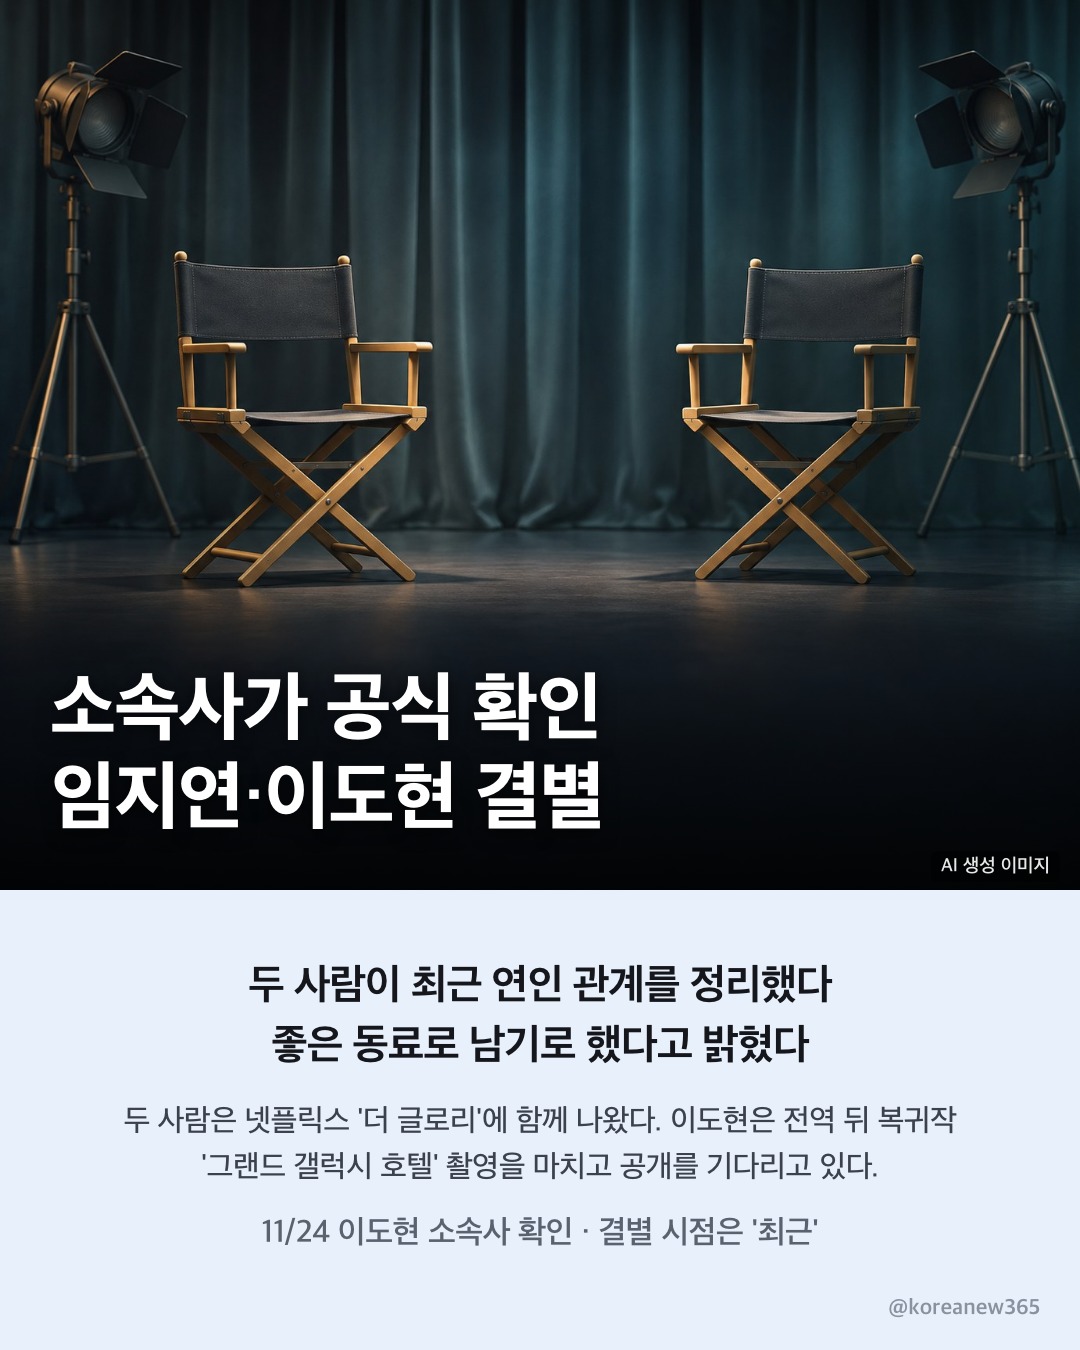 소속사가 공식 확인
임지연·이도현 결별
AI 생성 이미지
두 사람이 최근 연인 관계를 정리했다
좋은 동료로 남기로 했다고 밝혔다
두 사람은 넷플릭스 '더 글로리'에 함께 나왔다. 이도현은 전역 뒤 복귀작
'그랜드 갤럭시 호텔' 촬영을 마치고 공개를 기다리고 있다.
11/24 이도현 소속사 확인 · 결별 시점은 '최근'
@koreanew365